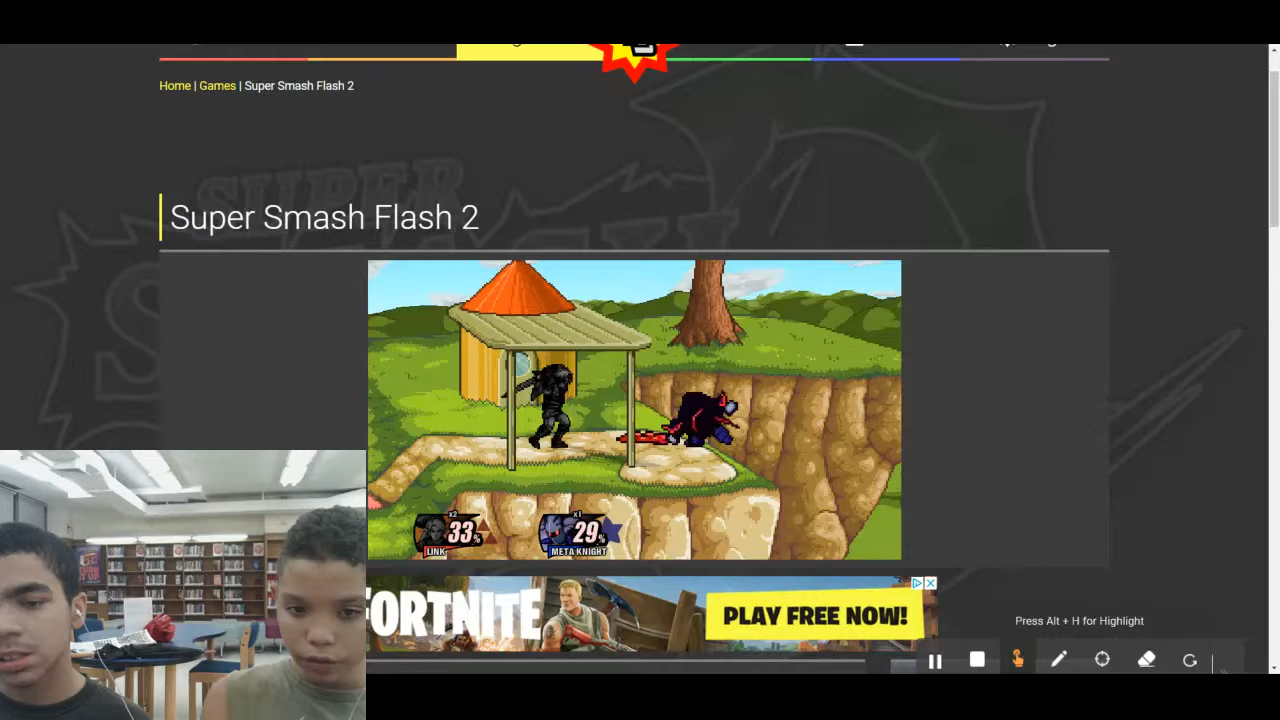 Home | Games | Super Smash Flash 2
Super Smash Flash 2
x2
33%
LINK
x1
29%
META KNIGHT
FORTNITE
PLAY FREE NOW!
Press Alt + H for Highlight